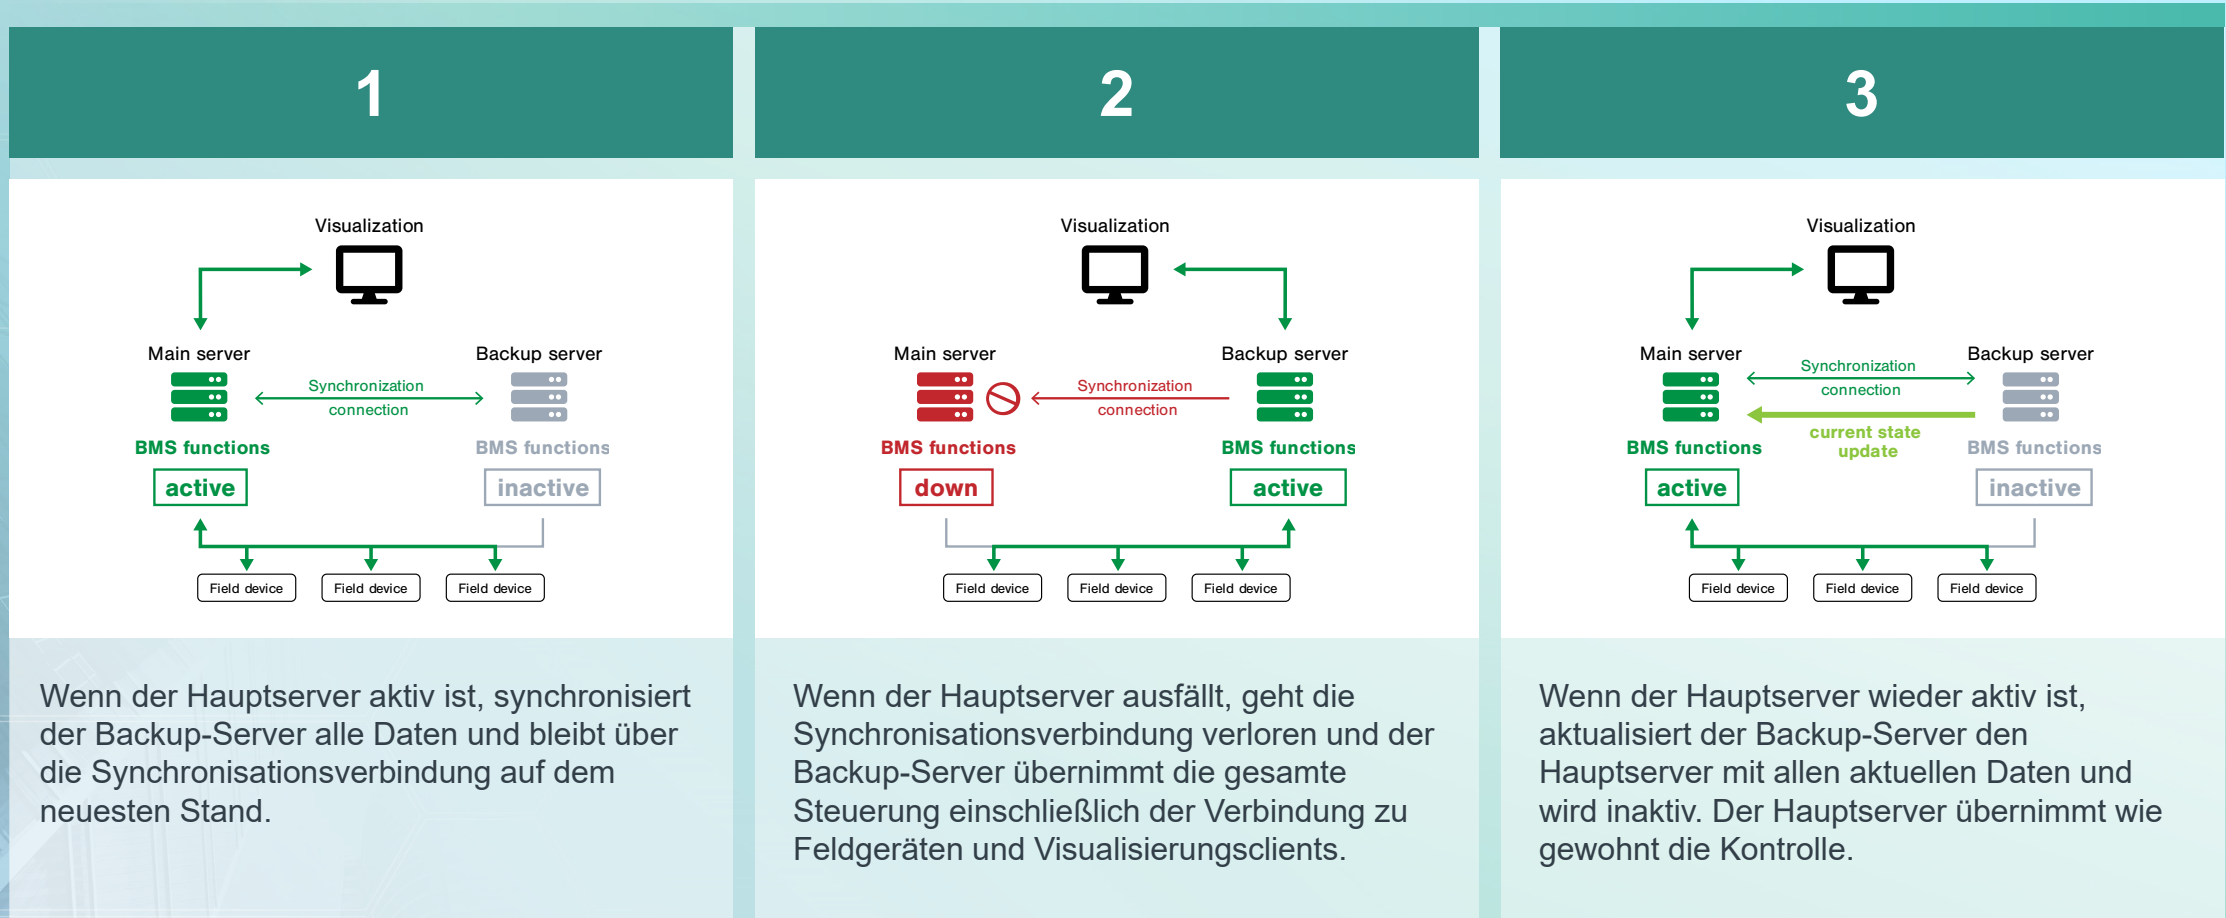 1
Visualization
Main server
Backup server
Synchronization
connection
BMS functions
BMS functions
active
inactive
Field device
Field device
Field device
Wenn der Hauptserver aktiv ist, synchronisiert
der Backup-Server alle Daten und bleibt über
die Synchronisationsverbindung auf dem
neuesten Stand.
2
Visualization
Main server
Backup server
Synchronization
connection
BMS functions
BMS functions
down
active
Field device
Field device
Field device
Wenn der Hauptserver ausfällt, geht die
Synchronisationsverbindung verloren und der
Backup-Server übernimmt die gesamte
Steuerung einschließlich der Verbindung zu
Feldgeräten und Visualisierungsclients.
3
Visualization
Main server
Backup server
Synchronization
connection
current state
update
BMS functions
BMS functions
active
inactive
Field device
Field device
Field device
Wenn der Hauptserver wieder aktiv ist,
aktualisiert der Backup-Server den
Hauptserver mit allen aktuellen Daten und
wird inaktiv. Der Hauptserver übernimmt wie
gewohnt die Kontrolle.